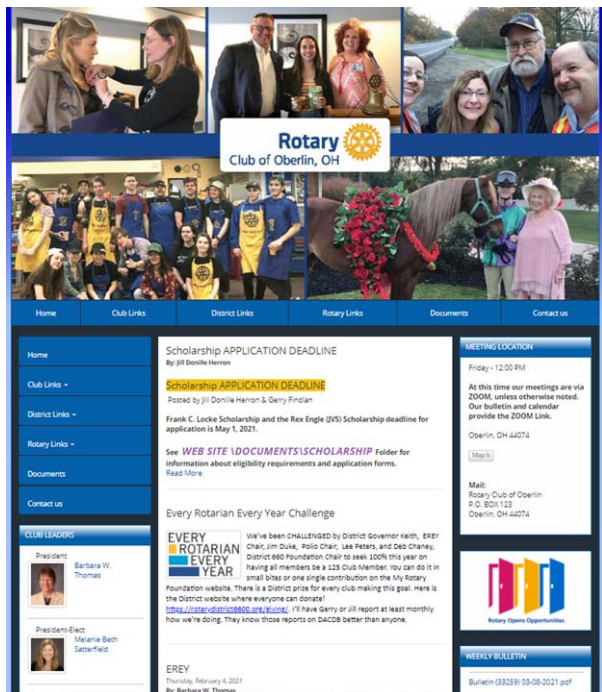 Rotary
Club of Oberlin, OH
Home
Club Links
District Links
Rotary Links
Documents
Contact us
Home
Club Links
District Links
Rotary Links
Documents
Contact us
CLUB LEADERS
President
Barbara W.
Thomas
President-Elect
Melanie Beth
Satterfield
Scholarship APPLICATION DEADLINE
By: Jill Donille Herron
Scholarship APPLICATION DEADLINE
Posted by Jill Donille Herron & Gerry Findlan
Frank C. Locke Scholarship and the Rex Engle (JVS) Scholarship deadline for
application is May 1, 2021.
See WEB SITE \DOCUMENTS\SCHOLARSHIP Folder for
information about eligibility requirements and application forms.
Read More
Every Rotarian Every Year Challenge
EVERY
ROTARIAN
EVERY
YEAR
We've been CHALLENGED by District Governor Keith, EREY
Chair, Jim Duke, Polio Chair, Lee Peters, and Deb Chaney,
District 660 Foundation Chair to seek 100% this year on
having all members be a 125 Club Member. You can do it in
small bites or one single contribution on the My Rotary
Foundation website. There is a District prize for every club making this goal. Here is
the District website where everyone can donate!
https://rotarydistrict6600.org/giving/. I'll have Gerry or Jill report at least monthly
how we're doing. They know those reports on DACDB better than anyone.
EREY
Thursday, February 4, 2021
By: Barbara W. Thomas
MEETING LOCATION
Friday - 12:00 PM
At this time our meetings are via
ZOOM, unless otherwise noted.
Our bulletin and calendar
provide the ZOOM Link.
Oberlin, OH 44074
Map It
Mail:
Rotary Club of Oberlin
P.O. BOX 123
Oberlin, OH 44074
Rotary Opens Opportunities
WEEKLY BULLETIN
Bulletin (33259) 03-08-2021.pdf